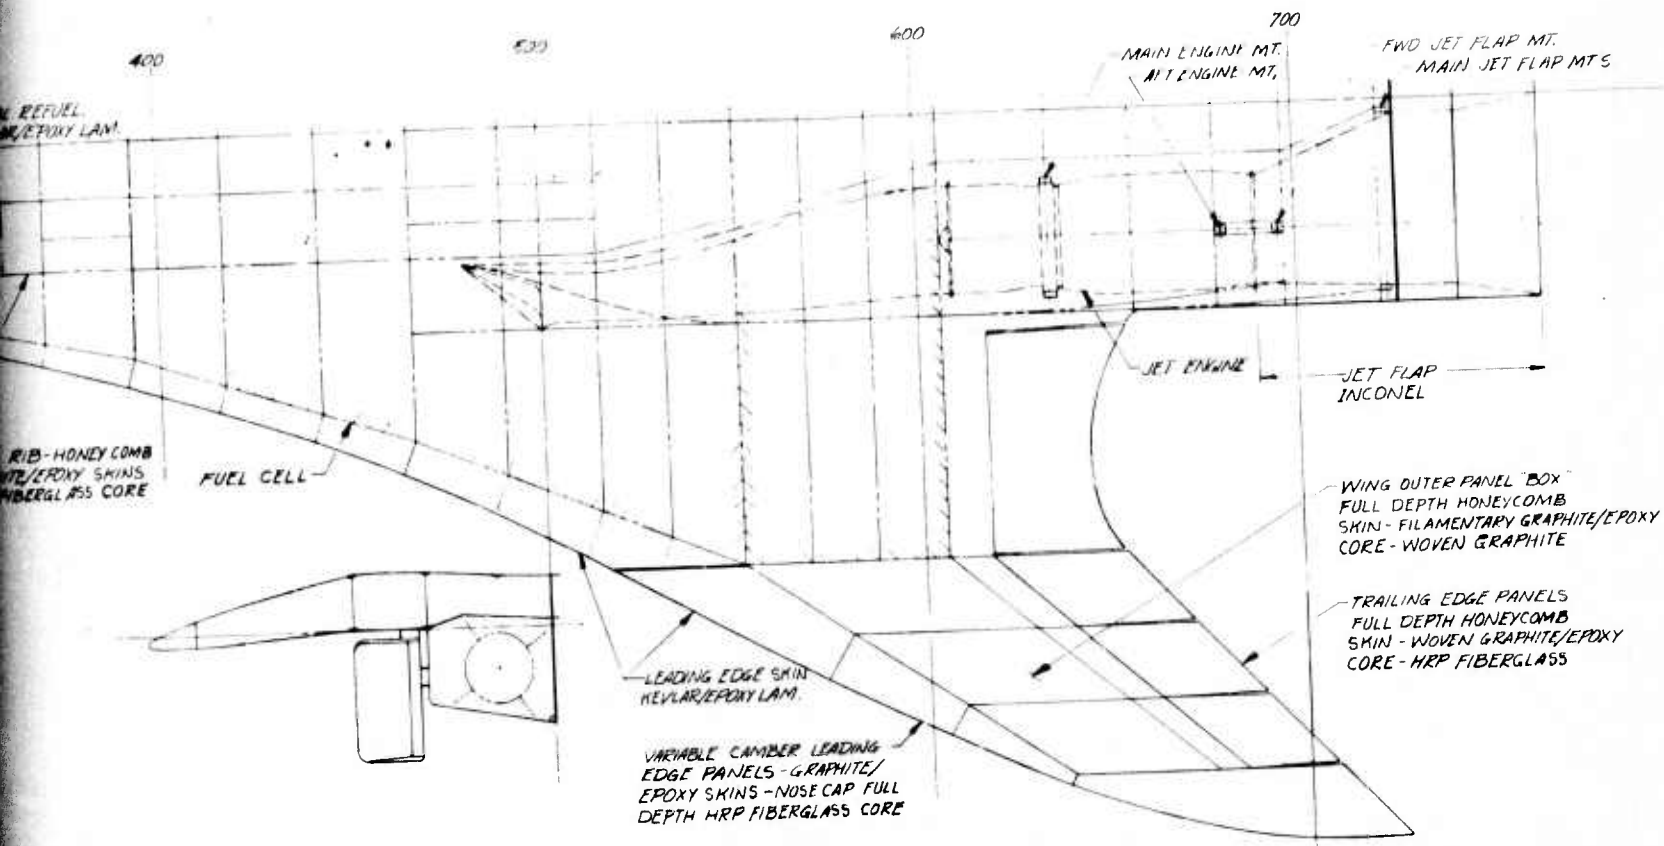 400
500
600
700
MAIN ENGINE MT.
AFT ENGINE MT,
FWD JET FLAP MT.
MAIN JET FLAP MTS
REFUEL
/EPOXY LAM.
JET ENGINE
JET FLAP
INCONEL
RIB-HONEYCOMB
/EPOXY SKINS
FIBERGLASS CORE
FUEL CELL
WING OUTER PANEL "BOX"
FULL DEPTH HONEYCOMB
SKIN - FILAMENTARY GRAPHITE/EPOXY
CORE - WOVEN GRAPHITE
TRAILING EDGE PANELS
FULL DEPTH HONEYCOMB
SKIN - WOVEN GRAPHITE/EPOXY
CORE - HRP FIBERGLASS
LEADING EDGE SKIN
KEVLAR/EPOXY LAM.
VARIABLE CAMBER LEADING
EDGE PANELS - GRAPHITE/
EPOXY SKINS - NOSE CAP FULL
DEPTH HRP FIBERGLASS CORE